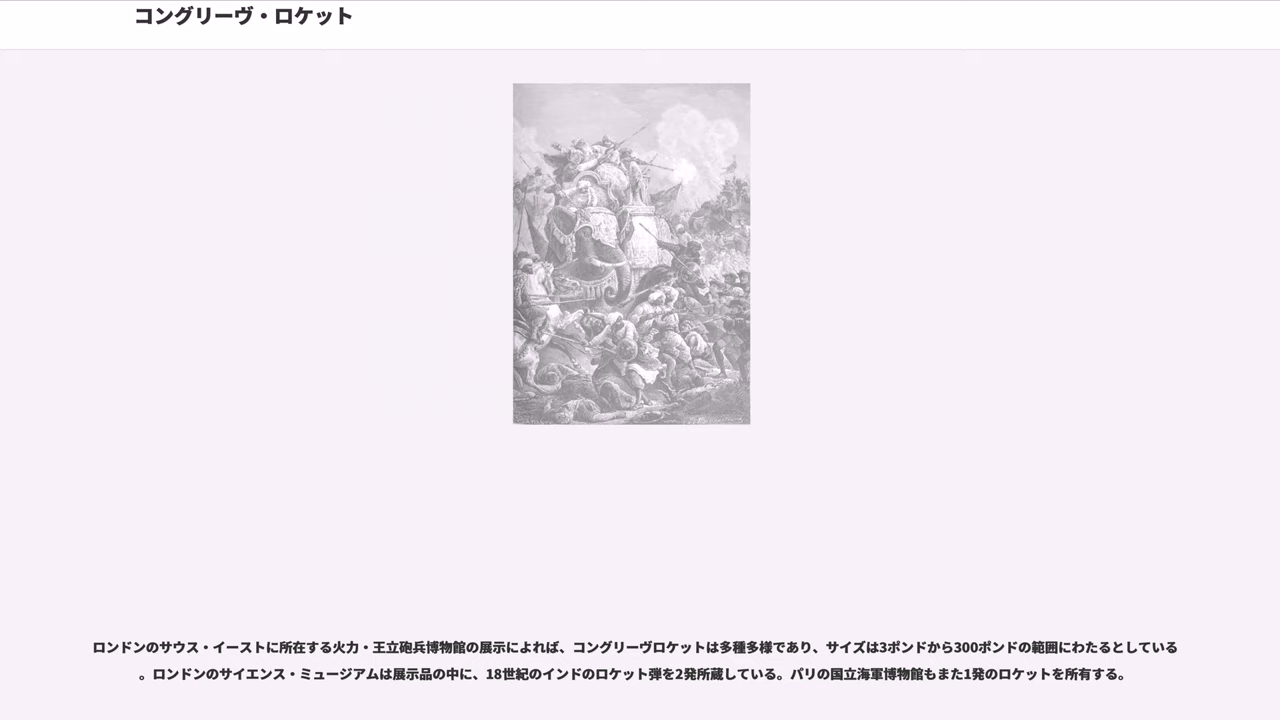 コングリーヴ・ロケット
ロンドンのサウス・イーストに所在する火力・王立砲兵博物館の展示によれば、コングリーヴロケットは多種多様であり、サイズは3ポンドから300ポンドの範囲にわたるとしている
。ロンドンのサイエンス・ミュージアムは展示品の中に、18世紀のインドのロケット弾を2発所蔵している。パリの国立海軍博物館もまた1発のロケットを所有する。